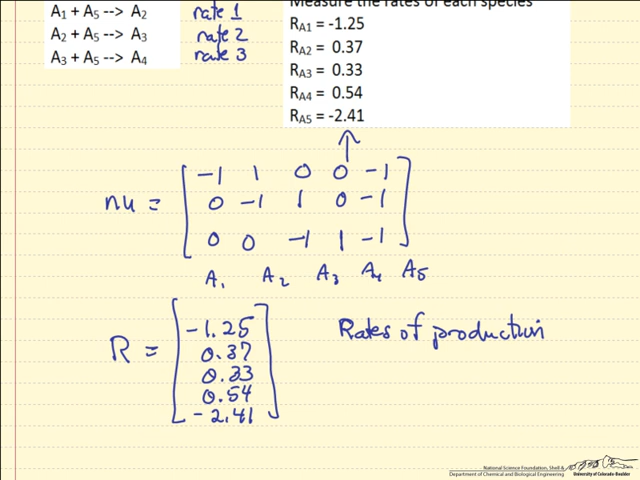 Measure the rates of each species
A1 + A5 --> A2 rate 1
A2 + A5 --> A3 rate 2
A3 + A5 --> A4 rate 3
RA1 = -1.25
RA2 = 0.37
RA3 = 0.33
RA4 = 0.54
RA5 = -2.41
↑
nu = [ -1 1 0 0 -1
0 -1 1 0 -1
0 0 -1 1 -1 ]
A1 A2 A3 A4 A5
R = [ -1.25
0.37
0.33
0.54
-2.41 ]
Rates of production
National Science Foundation, Shell &
Department of Chemical and Biological Engineering
University of Colorado-Boulder